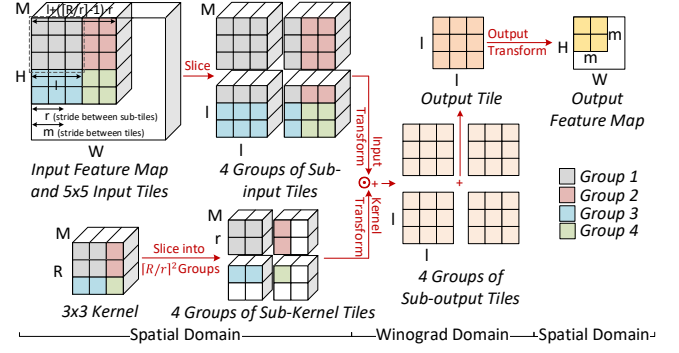 M
l+(⌈R/r⌉-1)·r
H
l
r (stride between sub-tiles)
m (stride between tiles)
W
Input Feature Map
and 5x5 Input Tiles
Slice
M
l
l
4 Groups of Sub-
input Tiles
M
R
3x3 Kernel
Slice into
⌈R/r⌉² Groups
M
r
r
4 Groups of Sub-Kernel Tiles
Input
Transform
Kernel
Transform
l
l
Output Tile
Output
Transform
H
m
m
W
Output
Feature Map
l
l
4 Groups of
Sub-output Tiles
Group 1
Group 2
Group 3
Group 4
Spatial Domain
Winograd Domain
Spatial Domain